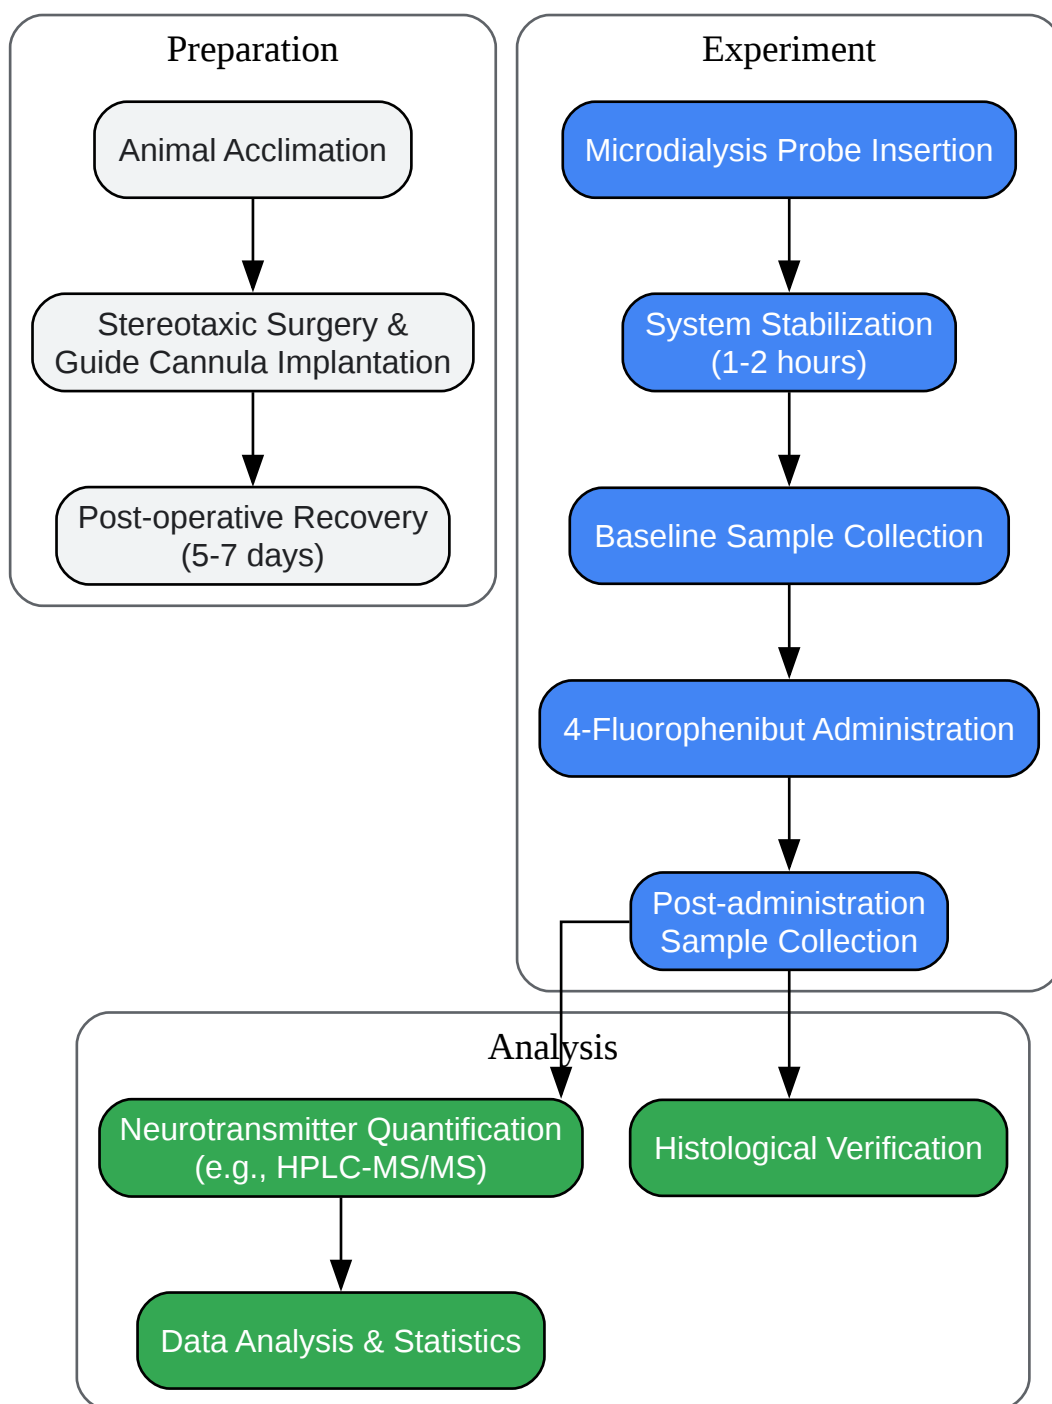 Preparation
Animal Acclimation
Stereotaxic Surgery &
Guide Cannula Implantation
Post-operative Recovery
(5-7 days)
Experiment
Microdialysis Probe Insertion
System Stabilization
(1-2 hours)
Baseline Sample Collection
4-Fluorophenibut Administration
Post-administration
Sample Collection
Analysis
Neurotransmitter Quantification
(e.g., HPLC-MS/MS)
Histological Verification
Data Analysis & Statistics